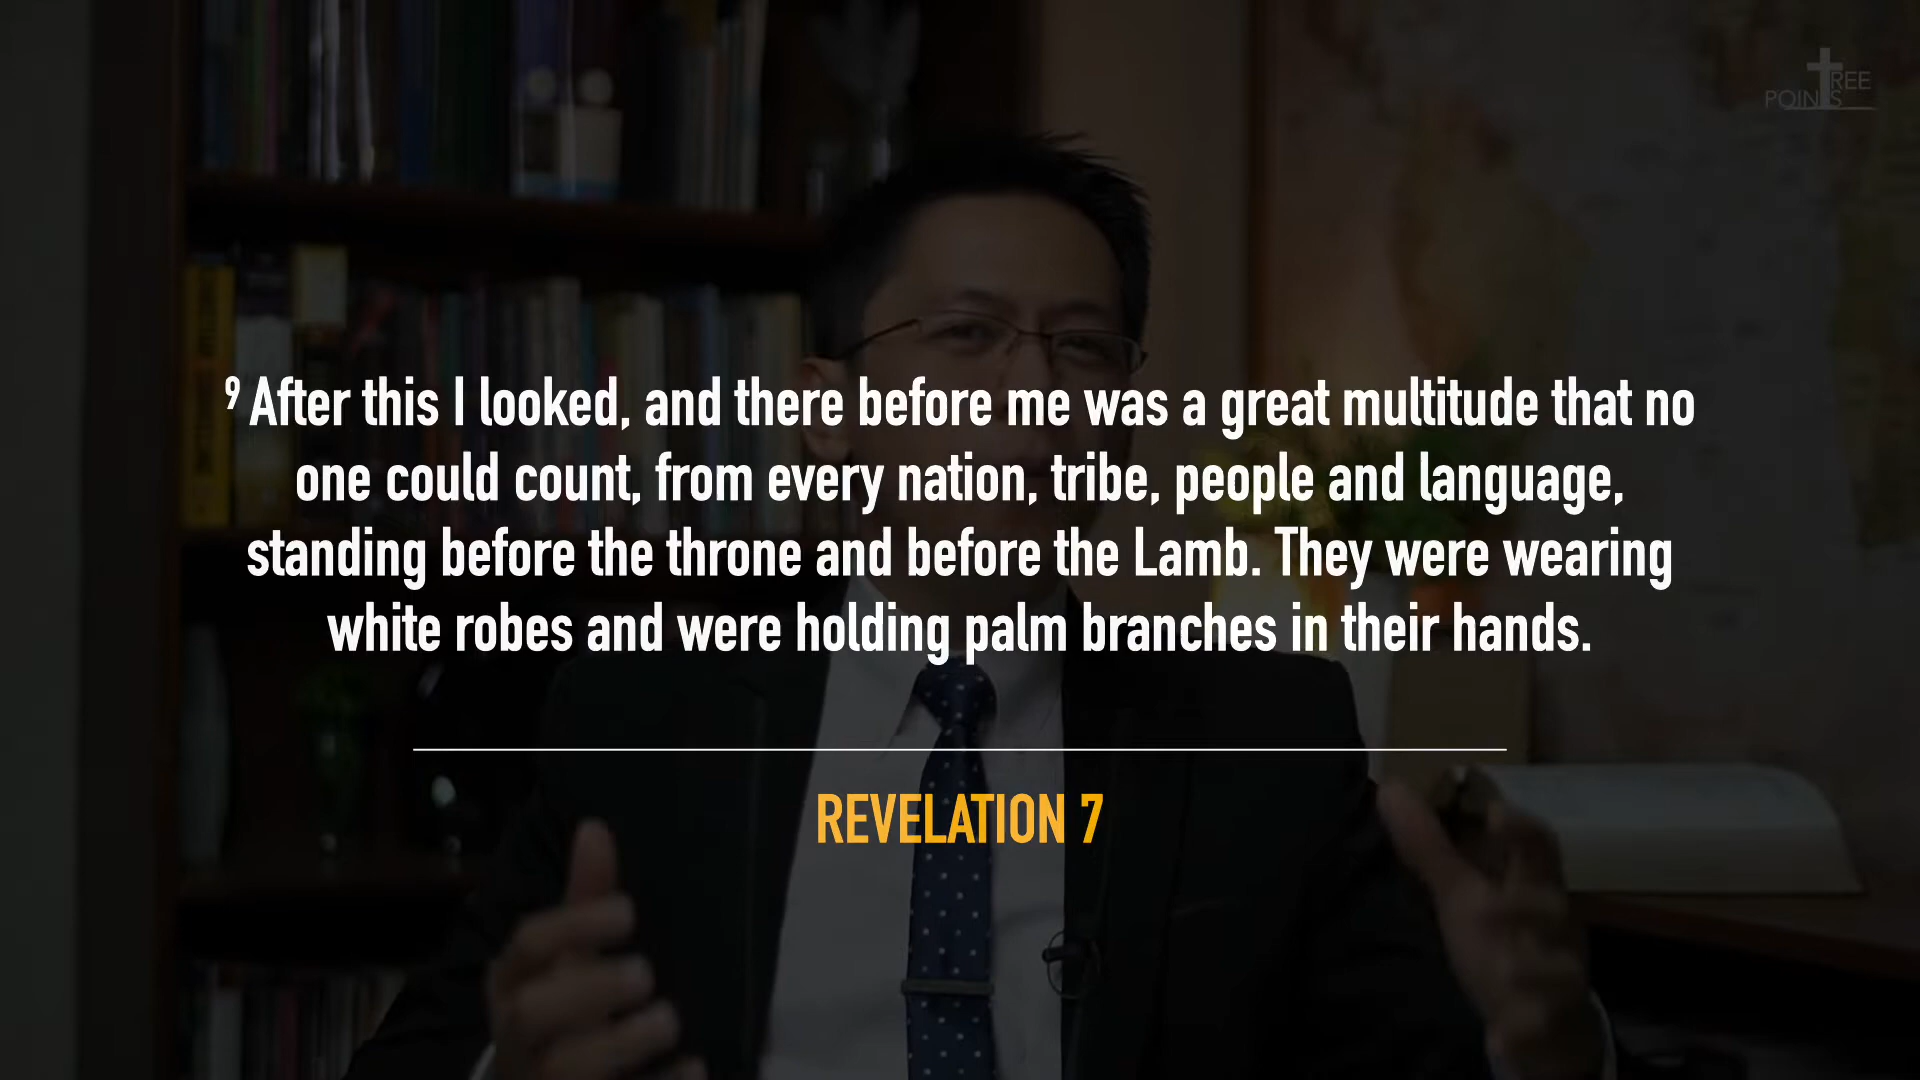 TREE
POINTS
⁹ After this I looked, and there before me was a great multitude that no
one could count, from every nation, tribe, people and language,
standing before the throne and before the Lamb. They were wearing
white robes and were holding palm branches in their hands.
REVELATION 7